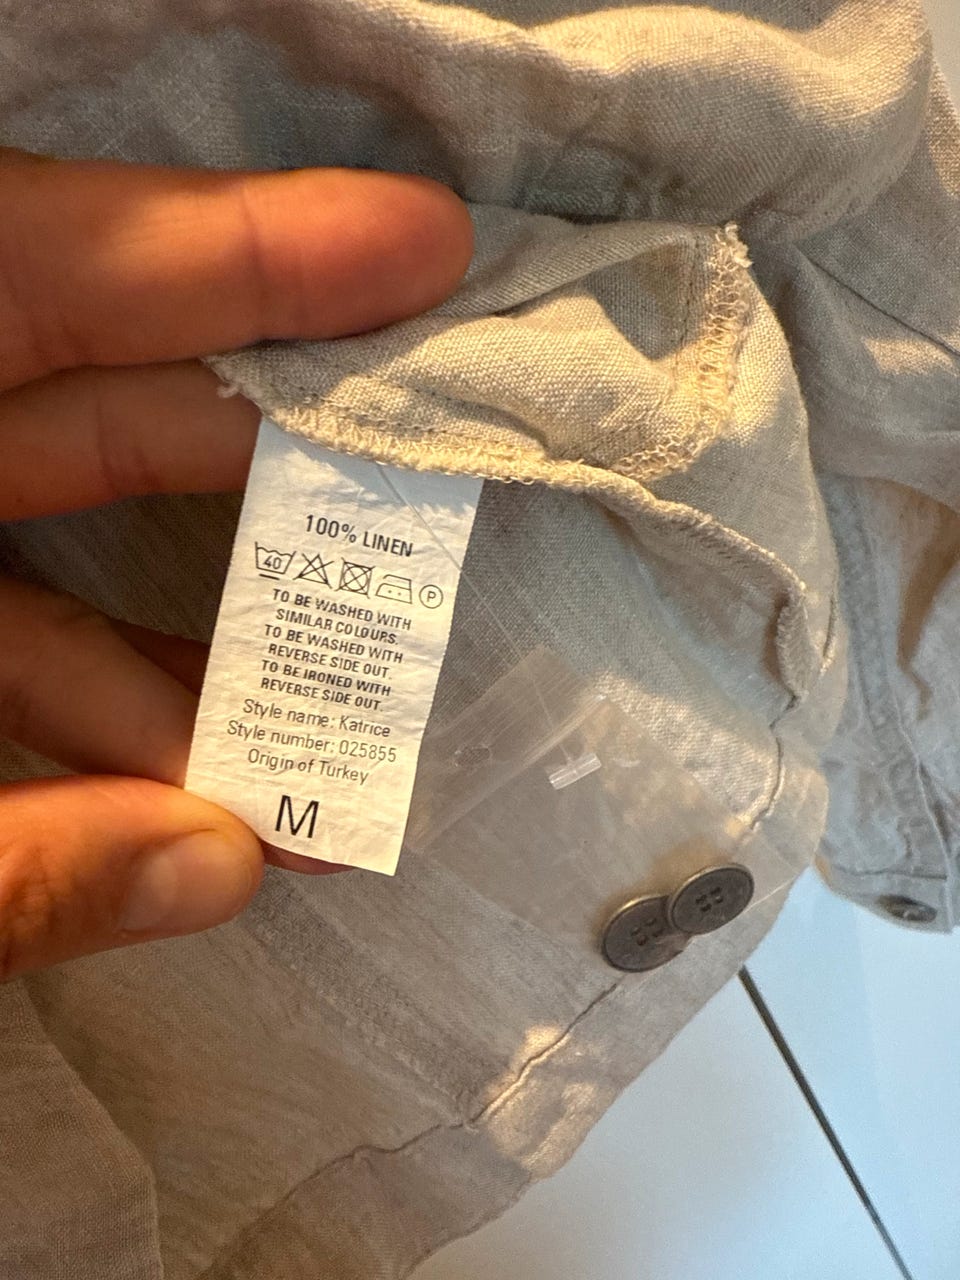 100% LINEN
40 P
TO BE WASHED WITH
SIMILAR COLOURS.
TO BE WASHED WITH
REVERSE SIDE OUT.
TO BE IRONED WITH
REVERSE SIDE OUT.
Style name: Katrice
Style number: 025855
Origin of Turkey
M